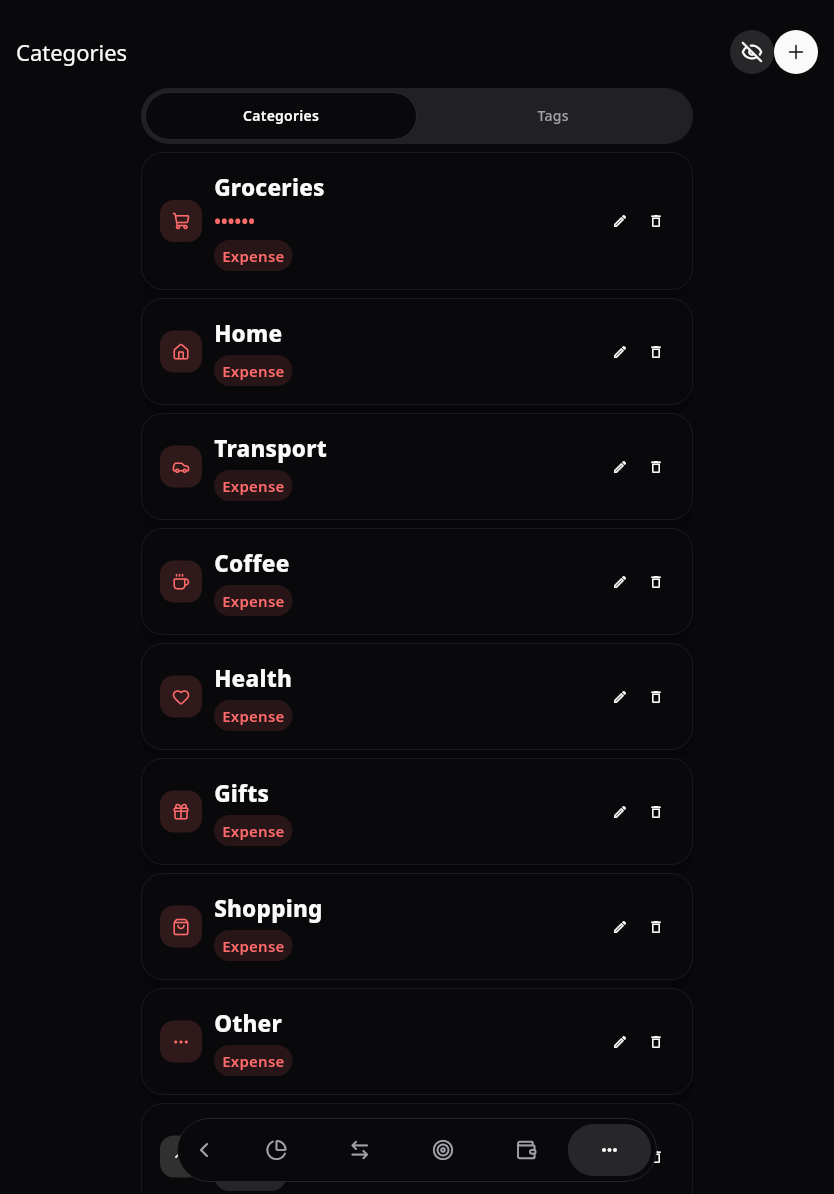 Categories
Categories
Tags
Groceries
••••••
Expense
Home
Expense
Transport
Expense
Coffee
Expense
Health
Expense
Gifts
Expense
Shopping
Expense
Other
Expense